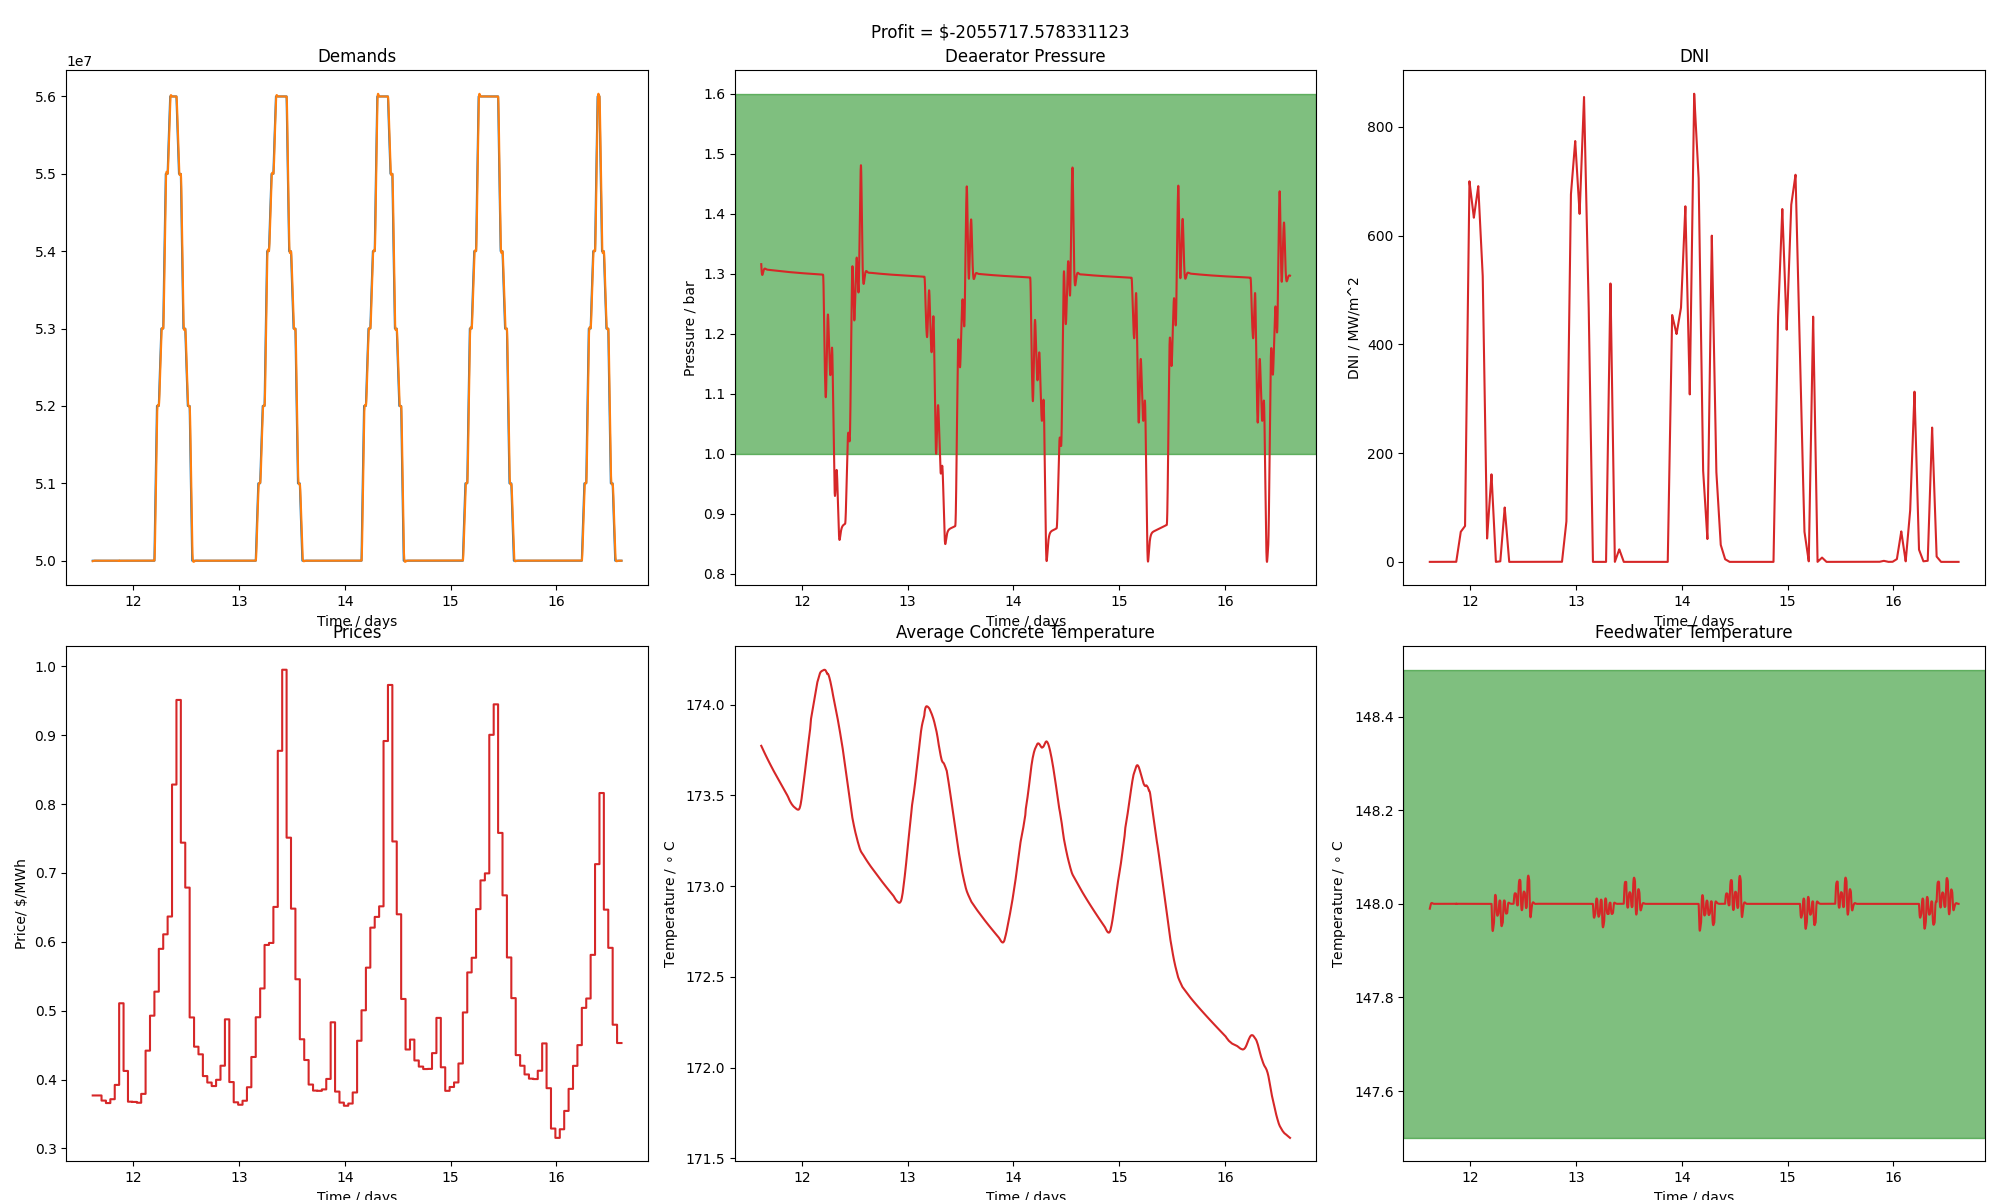 Profit = $-2055717.578331123
Demands
1e7
5.6
5.5
5.4
5.3
5.2
5.1
5.0
12 13 14 15 16
Time / days
Deaerator Pressure
Pressure / bar
1.6
1.5
1.4
1.3
1.2
1.1
1.0
0.9
0.8
12 13 14 15 16
Time / days
DNI
DNI / MW/m^2
800
600
400
200
0
12 13 14 15 16
Time / days
Prices
Price/ $/MWh
1.0
0.9
0.8
0.7
0.6
0.5
0.4
0.3
12 13 14 15 16
Time / days
Average Concrete Temperature
Temperature / ∘ C
174.0
173.5
173.0
172.5
172.0
171.5
12 13 14 15 16
Time / days
Feedwater Temperature
Temperature / ∘ C
148.4
148.2
148.0
147.8
147.6
12 13 14 15 16
Time / days